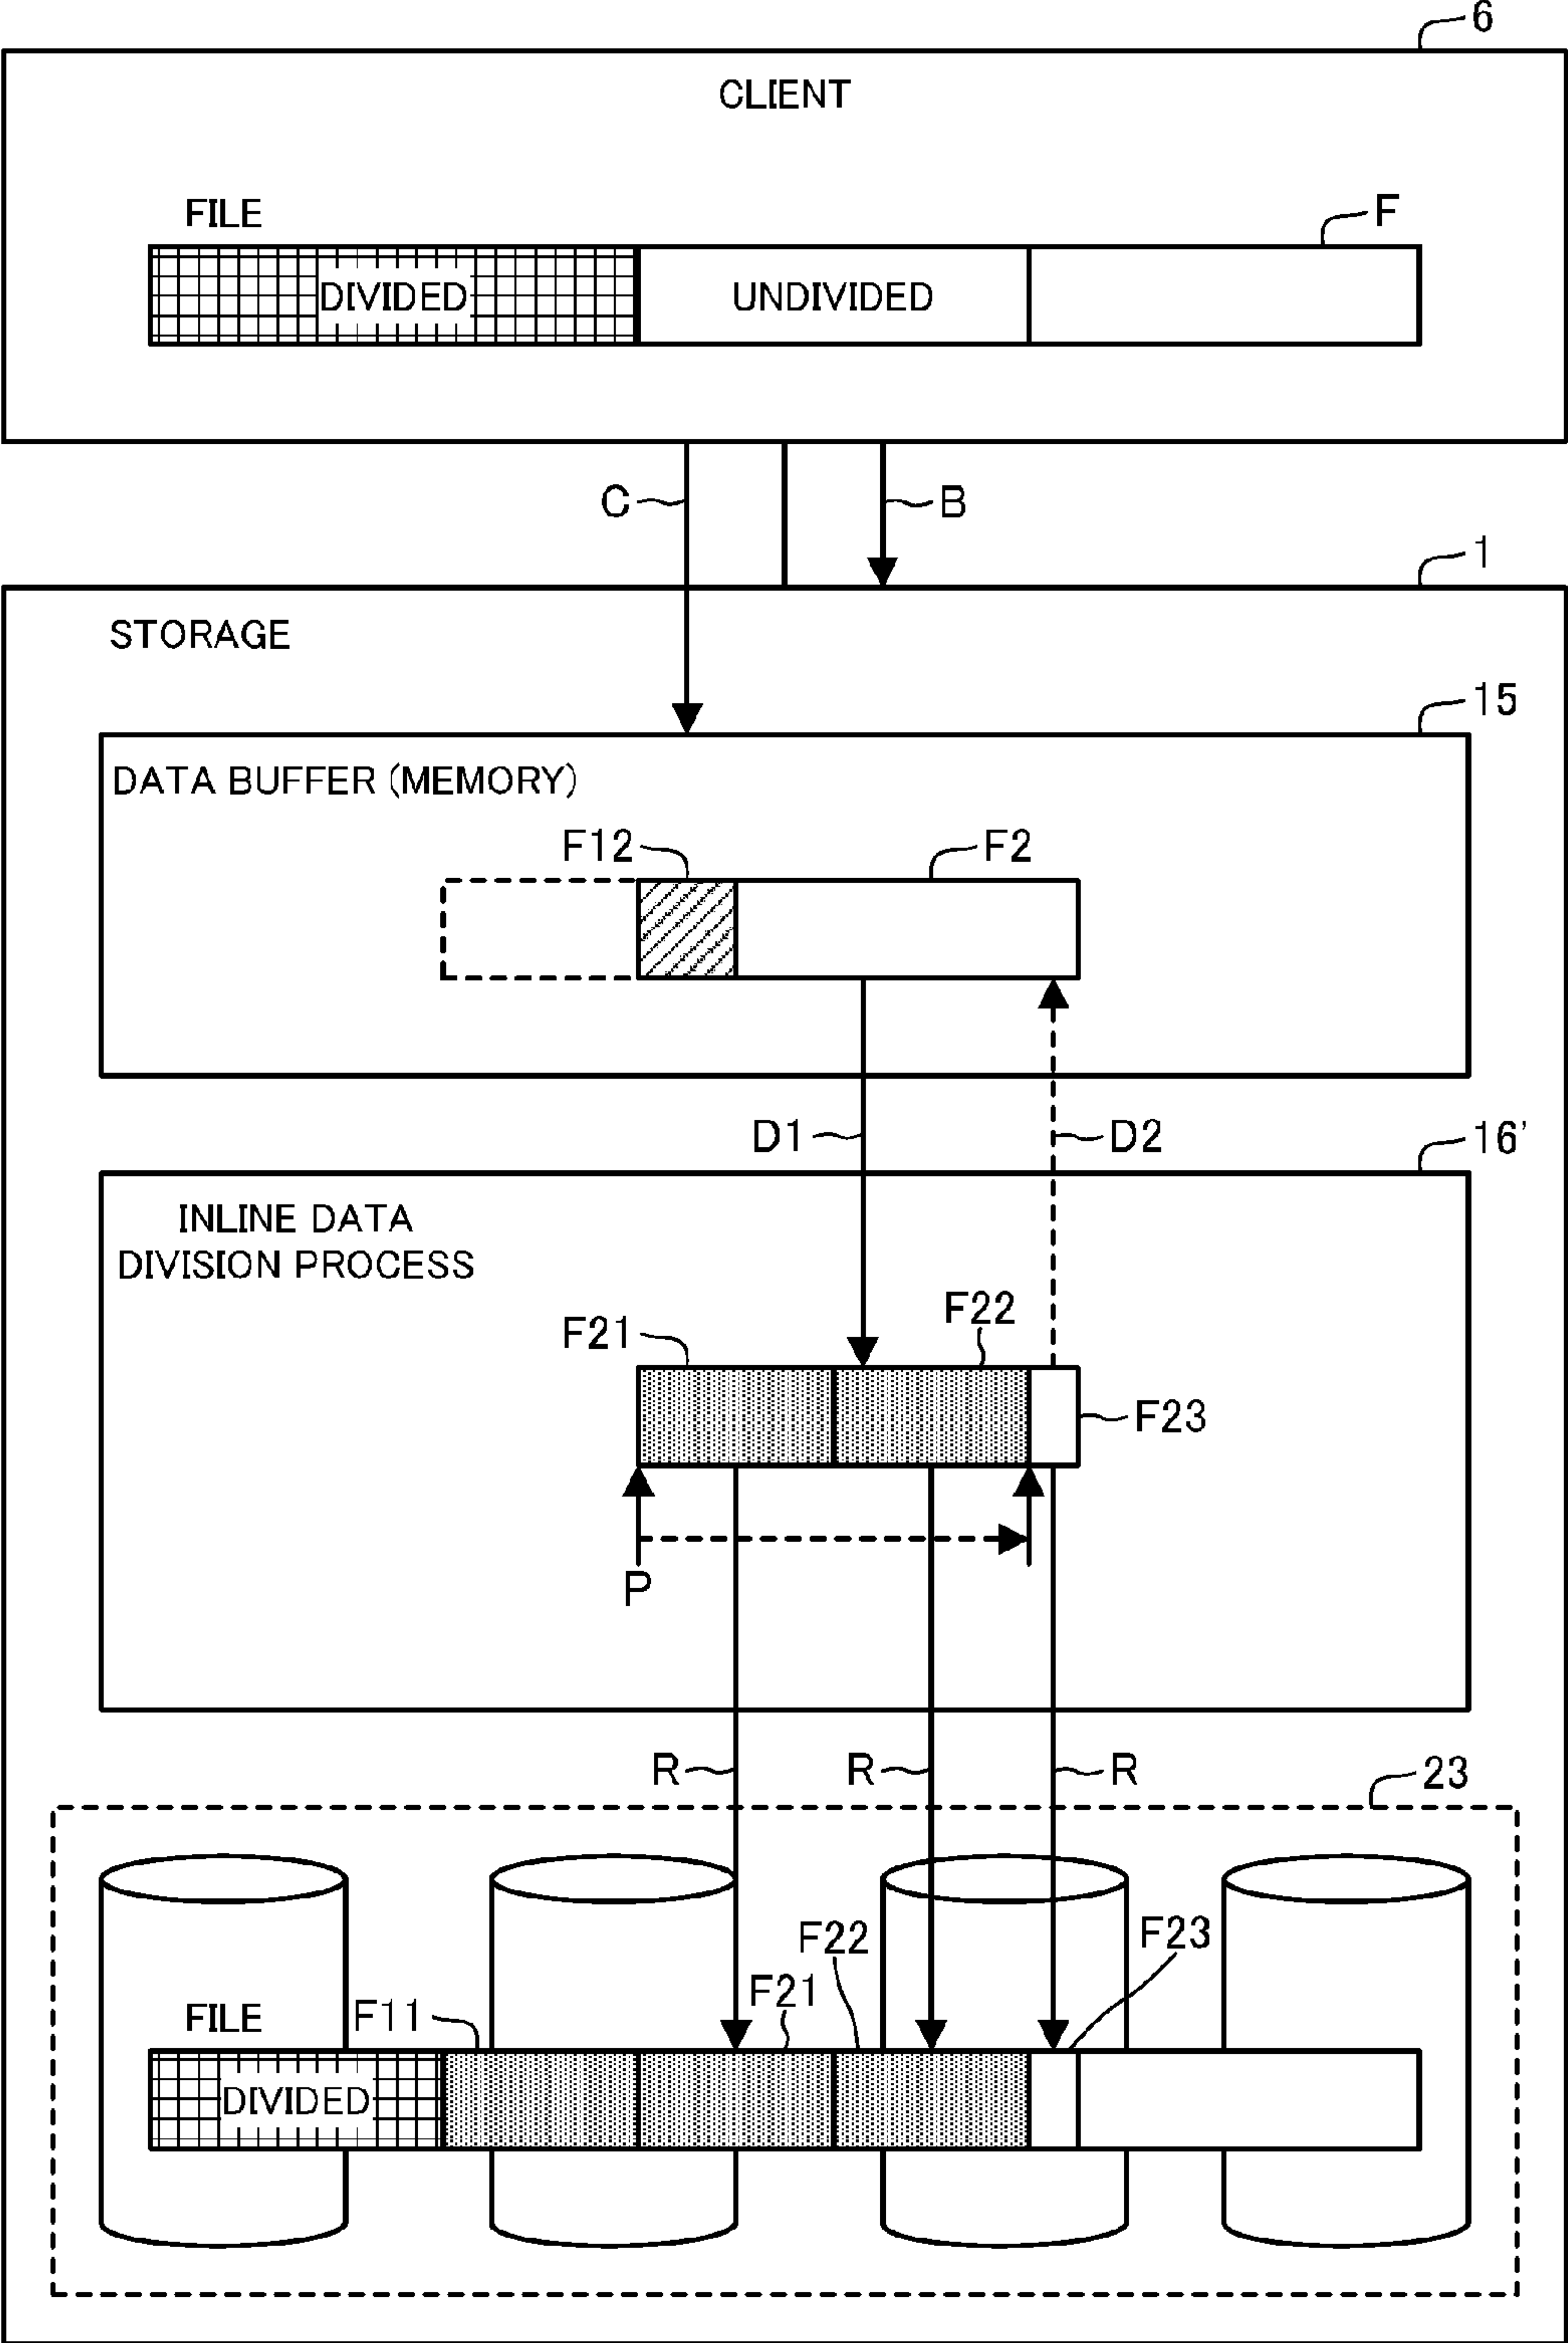 6
CLIENT
FILE
F
DIVIDED
UNDIVIDED
C
B
1
STORAGE
15
DATA BUFFER (MEMORY)
F12
F2
D1
D2
16’
INLINE DATA
DIVISION PROCESS
F21
F22
F23
P
R
R
R
23
F22
F23
F21
FILE
F11
DIVIDED